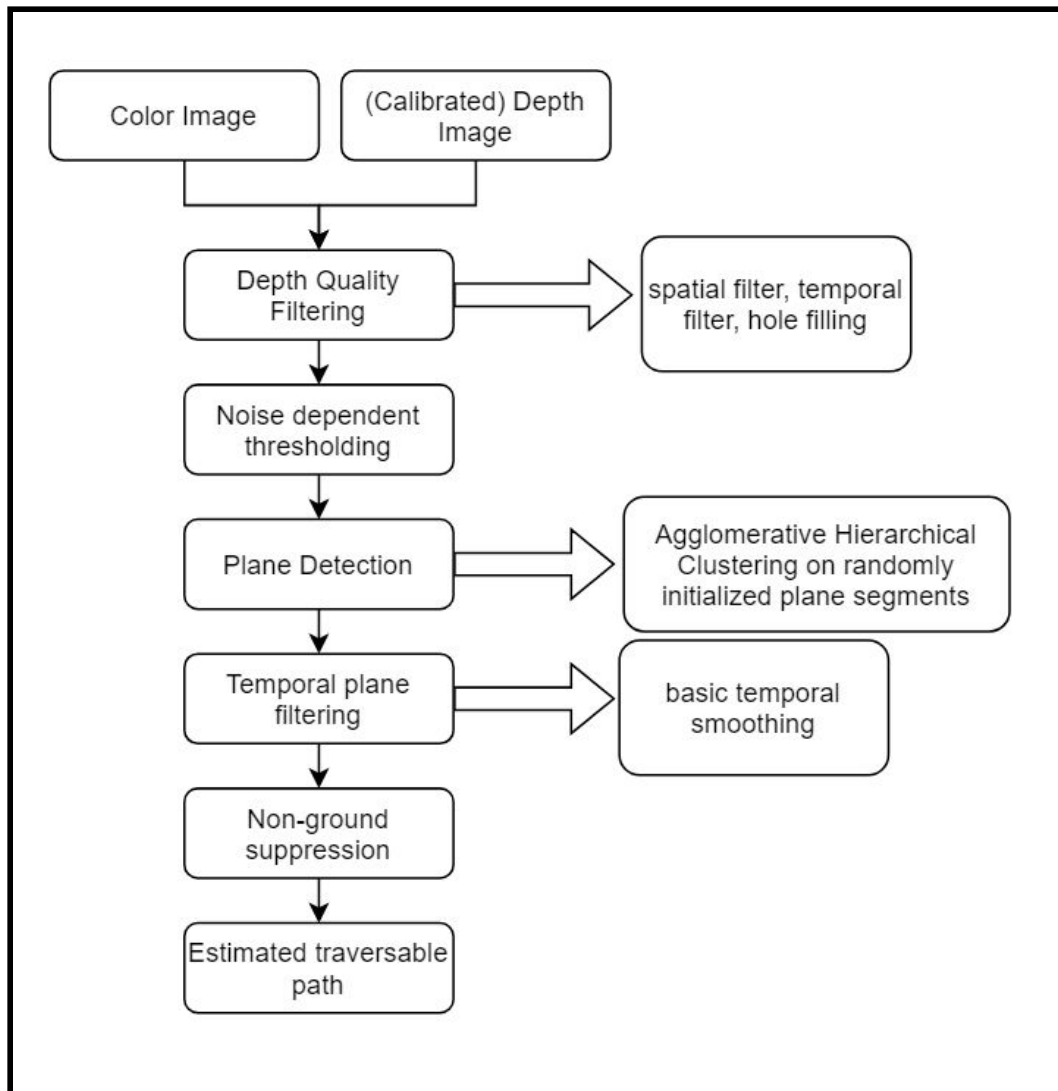 Color Image
(Calibrated) Depth
Image
Depth Quality
Filtering
spatial filter, temporal
filter, hole filling
Noise dependent
thresholding
Plane Detection
Agglomerative Hierarchical
Clustering on randomly
initialized plane segments
Temporal plane
filtering
basic temporal
smoothing
Non-ground
suppression
Estimated traversable
path